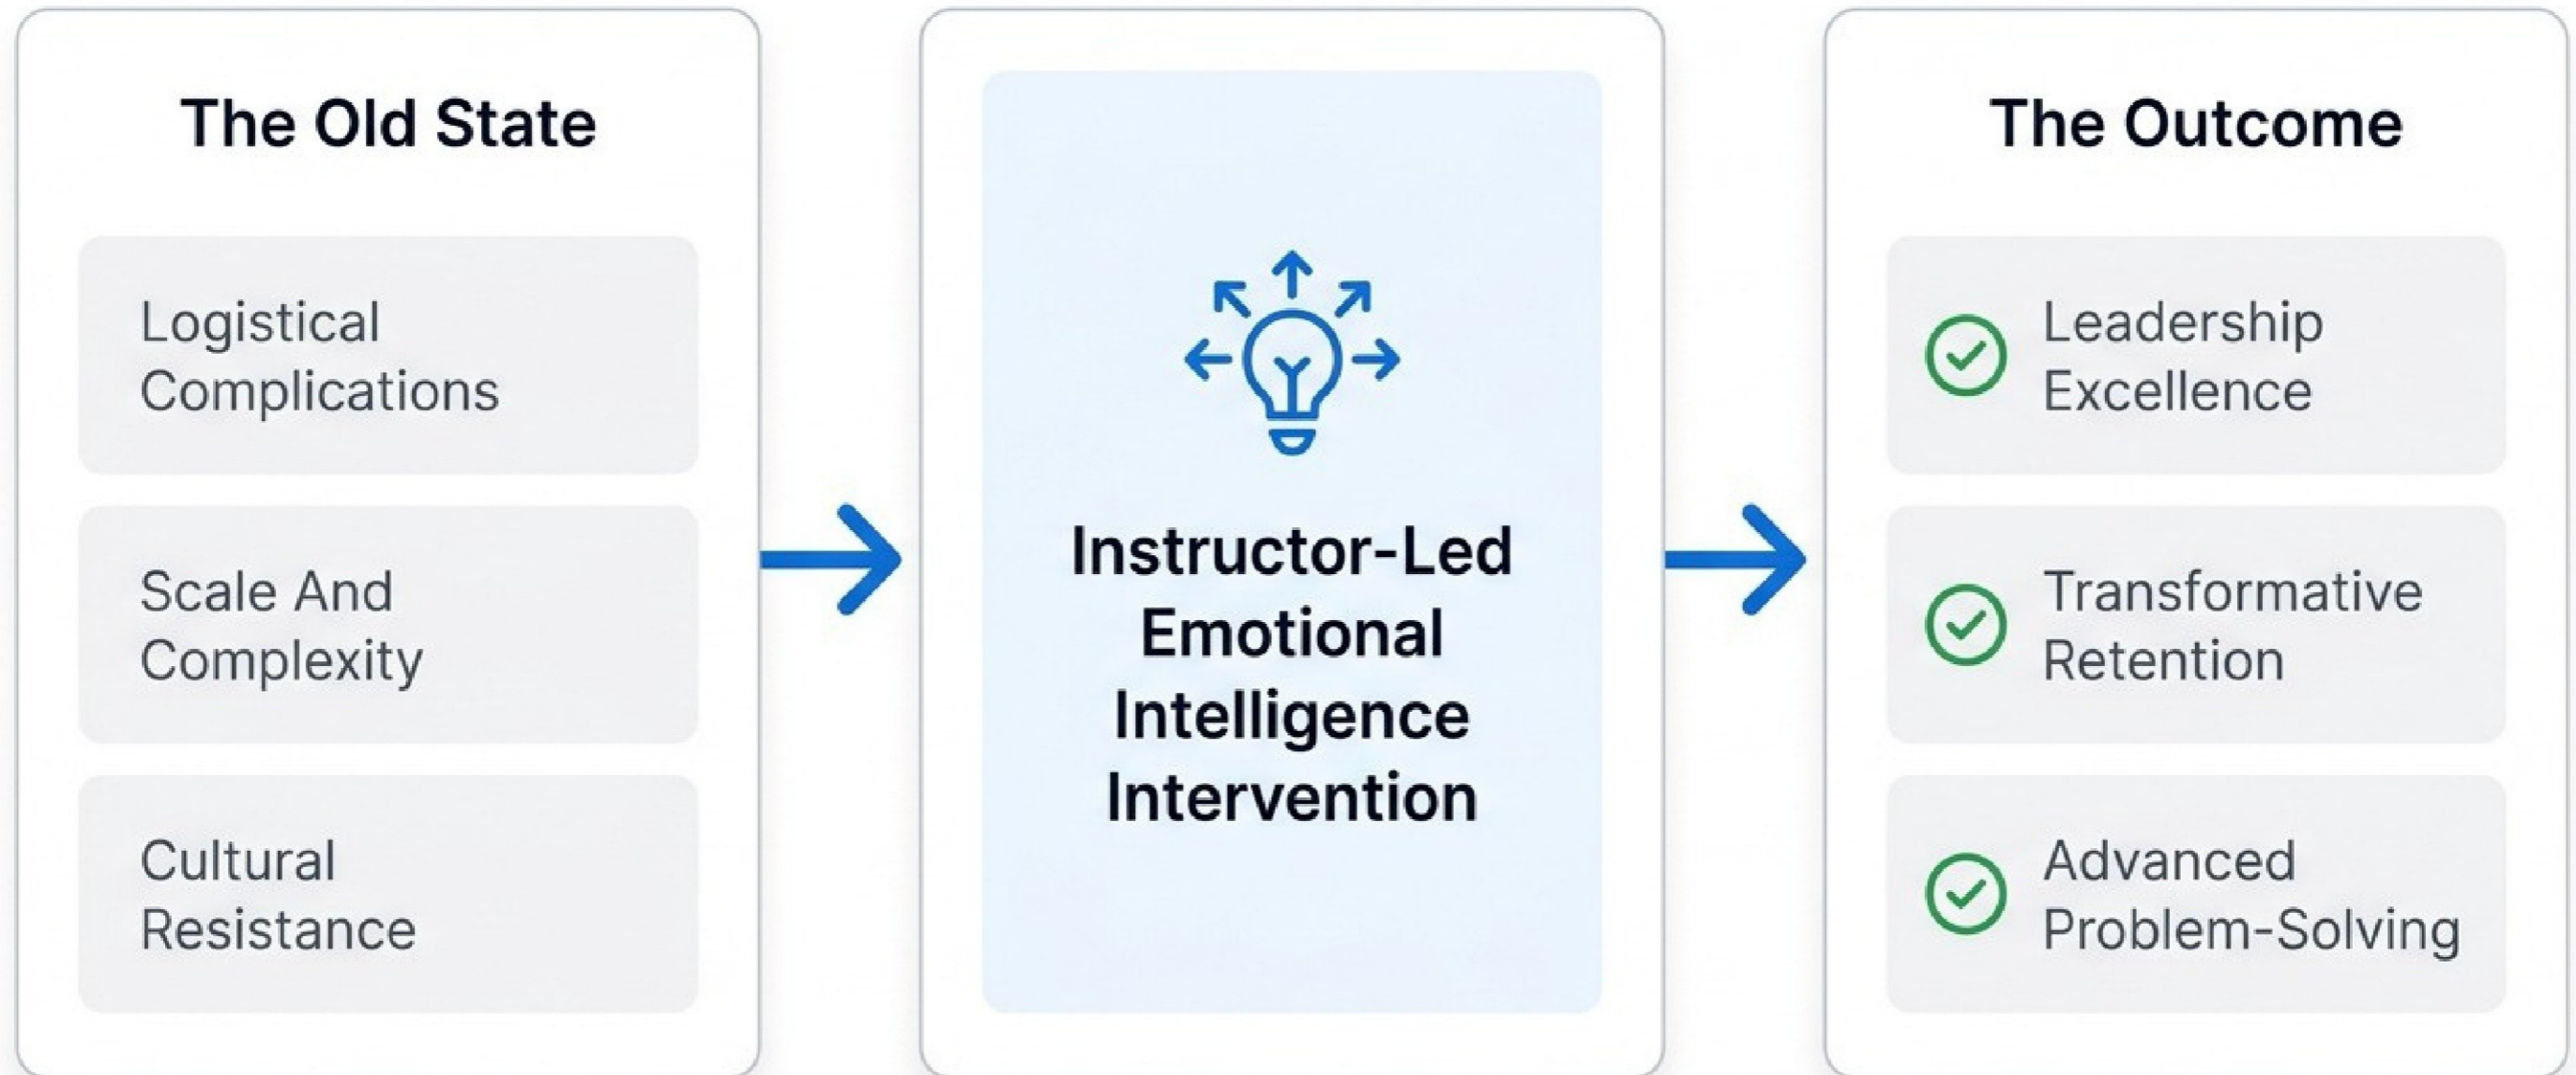 The Old State
Logistical
Complications
Scale And
Complexity
Cultural
Resistance
Instructor-Led
Emotional
Intelligence
Intervention
The Outcome
Leadership
Excellence
Transformative
Retention
Advanced
Problem-Solving